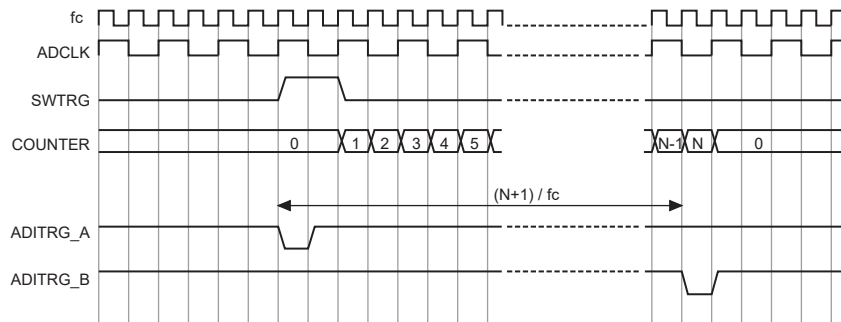 fc
ADCLK
SWTRG
COUNTER 0 1 2 3 4 5 N-1 N 0
(N+1) / fc
ADITRG_A
ADITRG_B